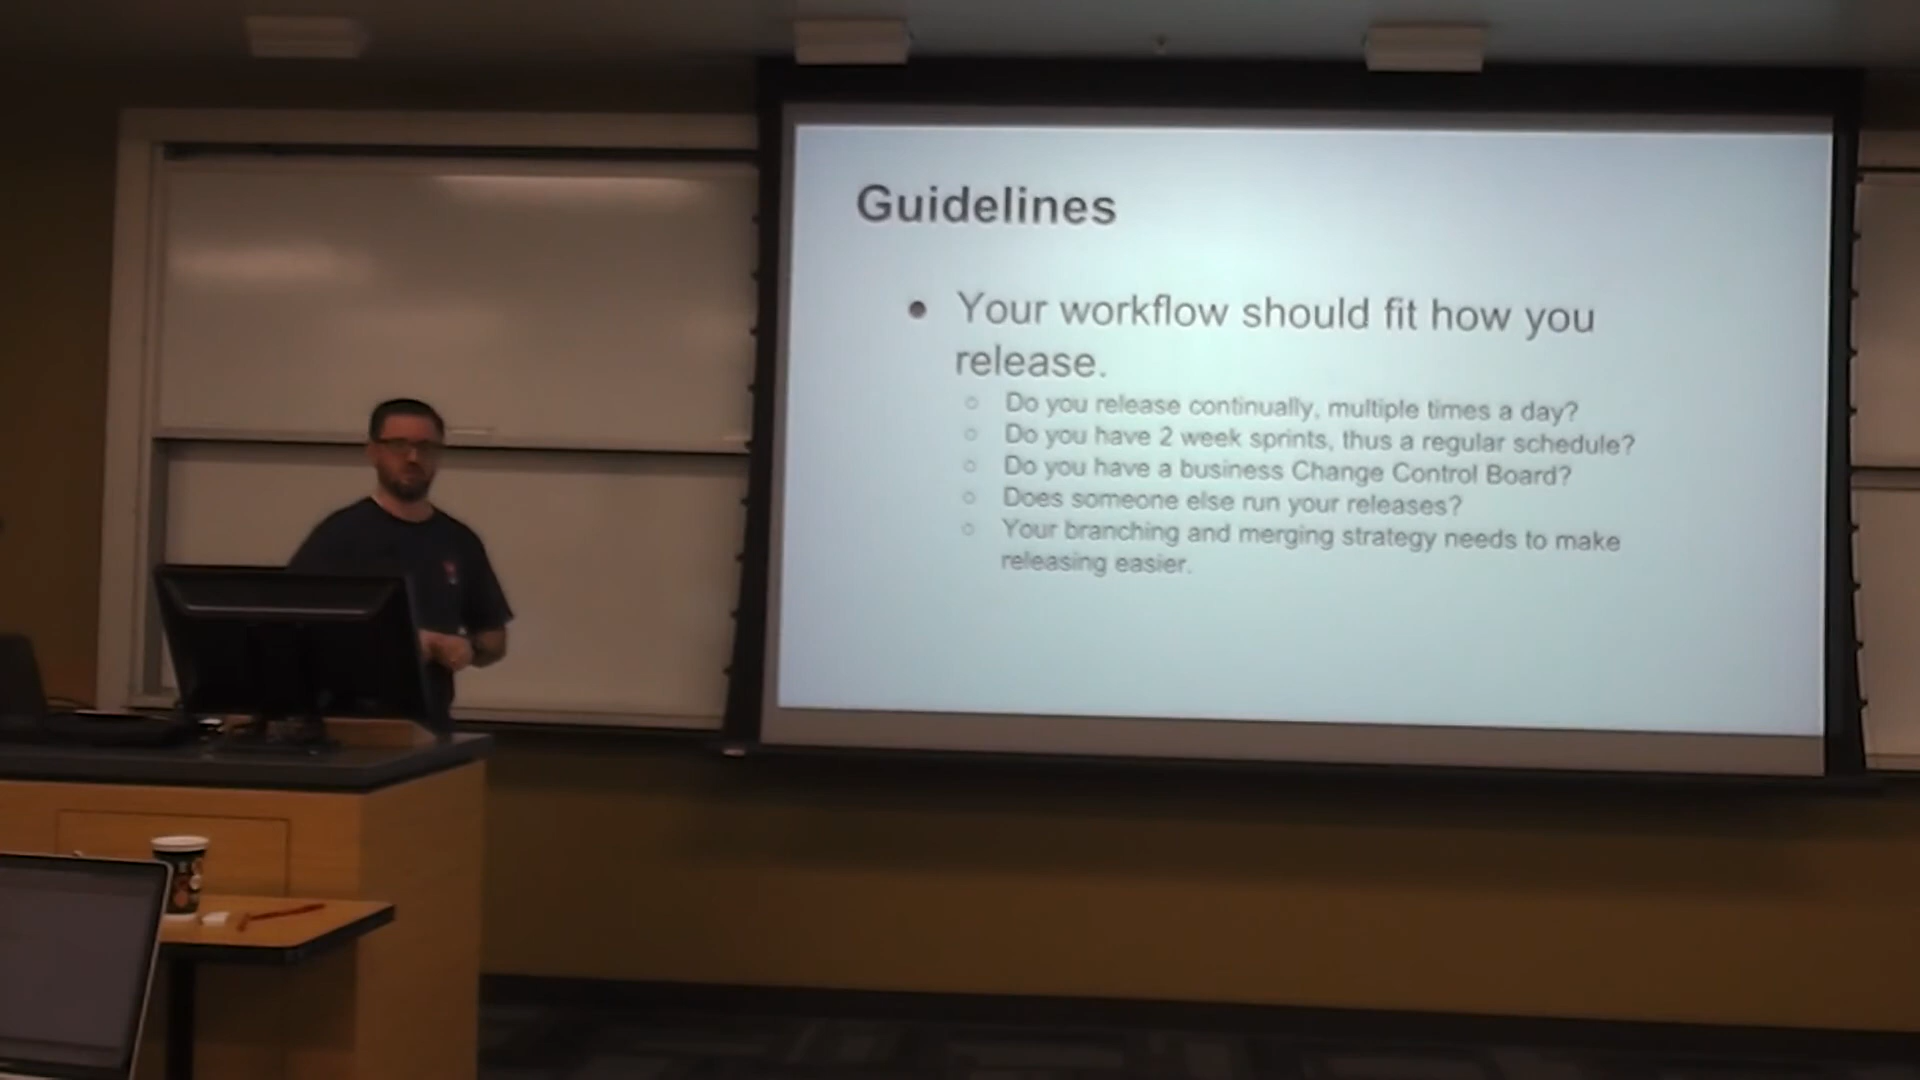 Guidelines
● Your workflow should fit how you
release.
○ Do you release continually, multiple times a day?
○ Do you have 2 week sprints, thus a regular schedule?
○ Do you have a business Change Control Board?
○ Does someone else run your releases?
○ Your branching and merging strategy needs to make
releasing easier.